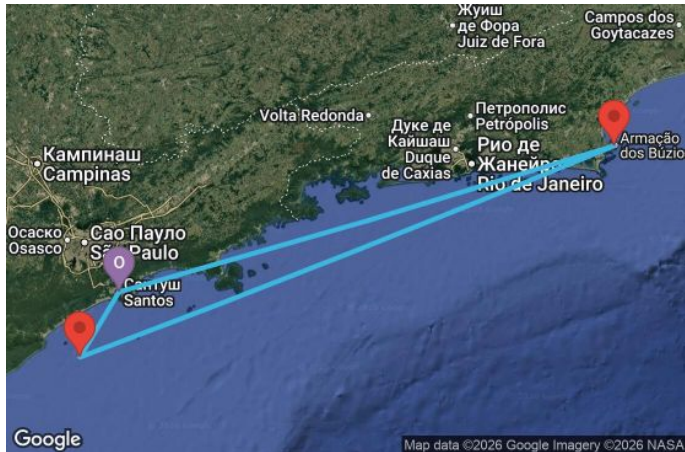 Жуиш
де Фора
Juiz de Fora
Campos dos
Goytacazes
Volta Redonda
Петрополис
Petrópolis
Дуке де
Кайшаш
Duque
de Caxias
Рио де
Жанейро
Rio de Janeiro
Armação
dos Búzio
Кампинаш
Campinas
Осаско
Osasco
Сао Пауло
São Paulo
O
Сантуш
Santos
Google
Map data ©2026 Google Imagery ©2026 NASA